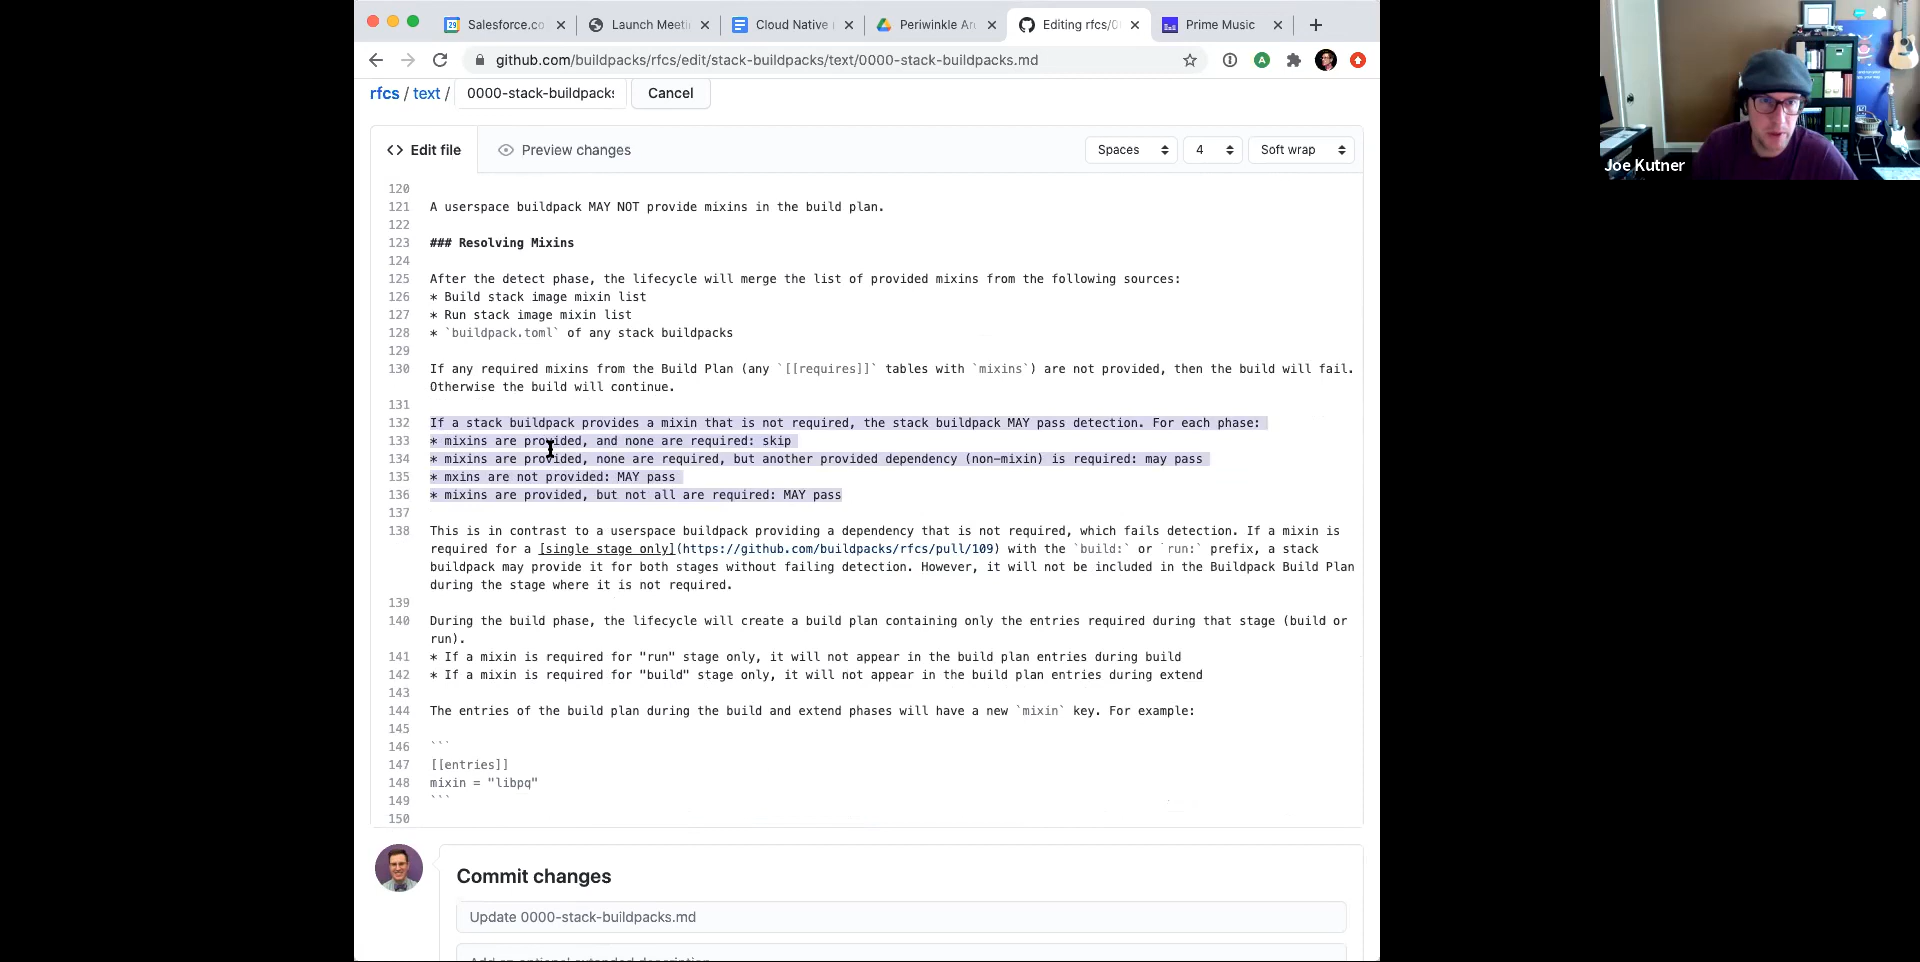 Salesforce.co
Launch Meeti
Cloud Native
Periwinkle Ar
Editing rfcs/0
Prime Music
github.com/buildpacks/rfcs/edit/stack-buildpacks/text/0000-stack-buildpacks.md
rfcs / text / 0000-stack-buildpacks Cancel
<> Edit file
Preview changes
Spaces
4
Soft wrap
120
121 A userspace buildpack MAY NOT provide mixins in the build plan.
122
123 ### Resolving Mixins
124
125 After the detect phase, the lifecycle will merge the list of provided mixins from the following sources:
126 * Build stack image mixin list
127 * Run stack image mixin list
128 * `buildpack.toml` of any stack buildpacks
129
130 If any required mixins from the Build Plan (any `[[requires]]` tables with `mixins`) are not provided, then the build will fail.
Otherwise the build will continue.
131
132 If a stack buildpack provides a mixin that is not required, the stack buildpack MAY pass detection. For each phase:
133 * mixins are provided, and none are required: skip
134 * mixins are provided, none are required, but another provided dependency (non-mixin) is required: may pass
135 * mxins are not provided: MAY pass
136 * mixins are provided, but not all are required: MAY pass
137
138 This is in contrast to a userspace buildpack providing a dependency that is not required, which fails detection. If a mixin is
required for a [single stage only](https://github.com/buildpacks/rfcs/pull/109) with the `build:` or `run:` prefix, a stack
buildpack may provide it for both stages without failing detection. However, it will not be included in the Buildpack Build Plan
during the stage where it is not required.
139
140 During the build phase, the lifecycle will create a build plan containing only the entries required during that stage (build or
run).
141 * If a mixin is required for "run" stage only, it will not appear in the build plan entries during build
142 * If a mixin is required for "build" stage only, it will not appear in the build plan entries during extend
143
144 The entries of the build plan during the build and extend phases will have a new `mixin` key. For example:
145
146 ```
147 [[entries]]
148 mixin = "libpq"
149 ```
150
Commit changes
Update 0000-stack-buildpacks.md
Joe Kutner